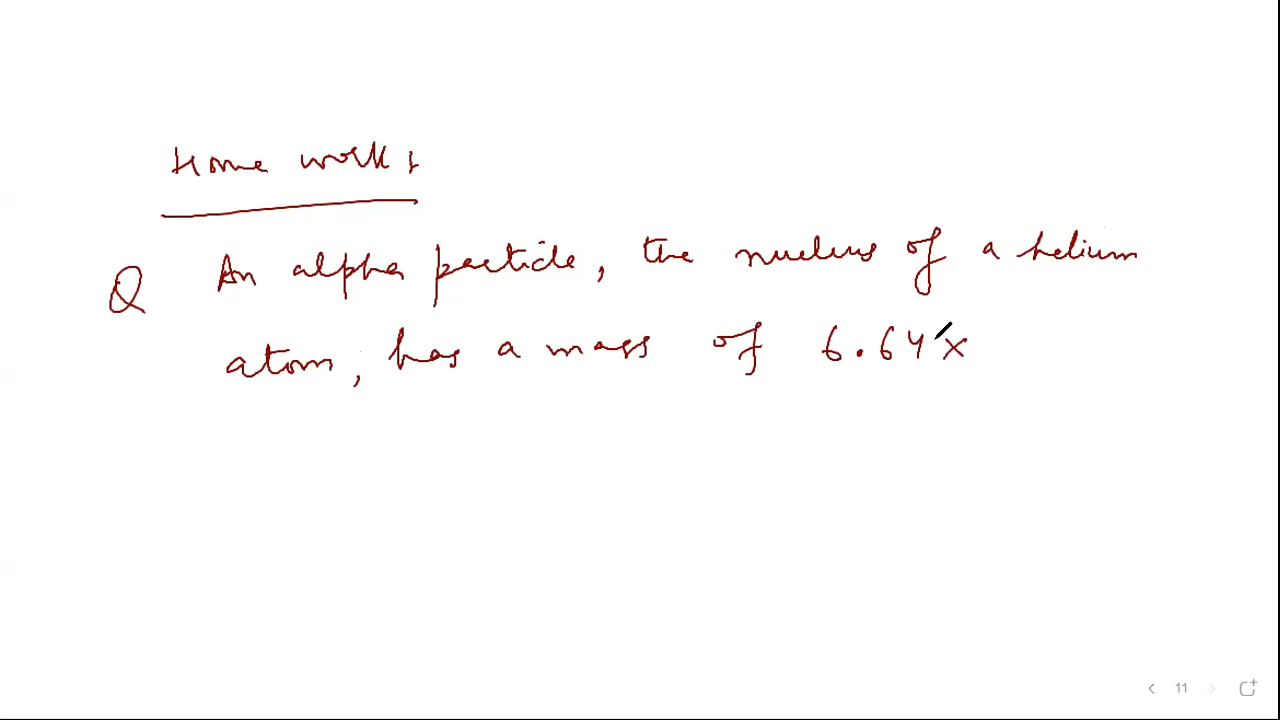 Home work :
Q An alpha particle, the nucleus of a helium
atom, has a mass of 6.64 x
11